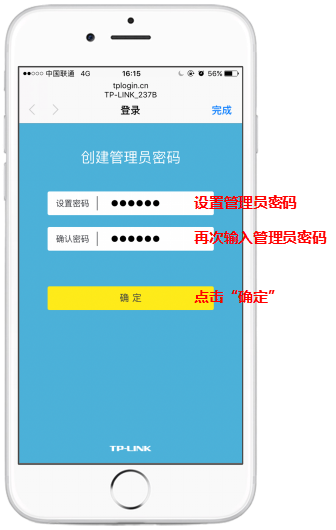 中国联通 4G 16:15 56%
tplogin.cn
TP-LINK_237B
登录 完成
创建管理员密码
设置密码 ●●●●●● 设置管理员密码
确认密码 ●●●●●● 再次输入管理员密码
确定 点击“确定”
TP-LINK